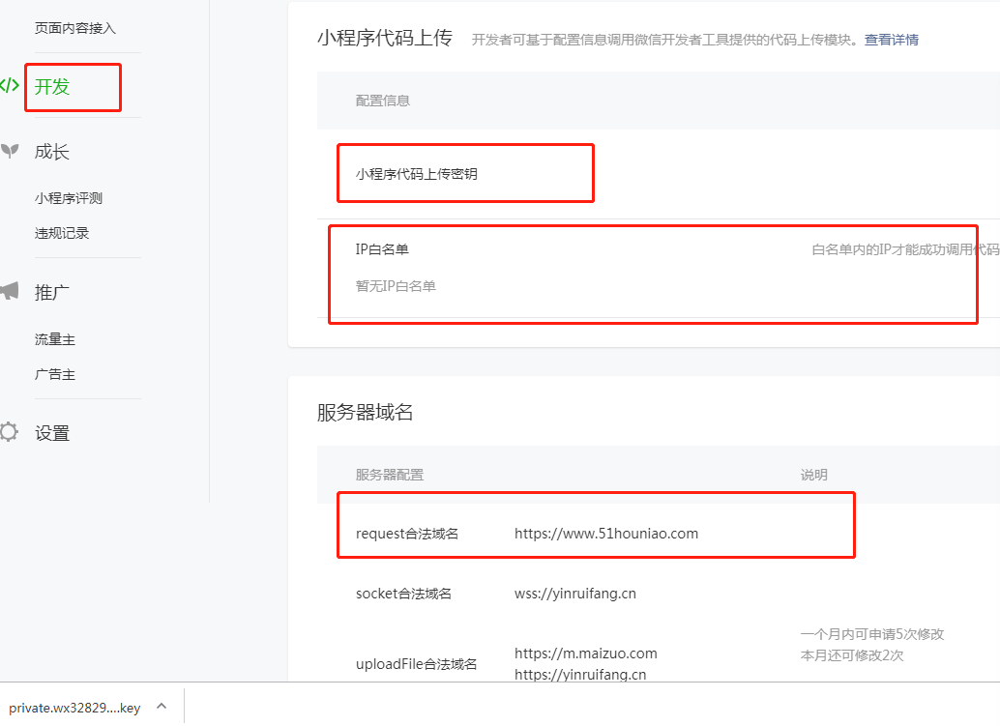 页面内容接入
开发
成长
小程序评测
违规记录
推广
流量主
广告主
设置
小程序代码上传 开发者可基于配置信息调用微信开发者工具提供的代码上传模块。查看详情
配置信息
小程序代码上传密钥
IP白名单 白名单内的IP才能成功调用代码
暂无IP白名单
服务器域名
服务器配置 说明
request合法域名 https://www.51houniao.com
socket合法域名 wss://yinruifang.cn
uploadFile合法域名 https://m.maizuo.com
https://yinruifang.cn
一个月内可申请5次修改
本月还可修改2次
private.wx32829....key